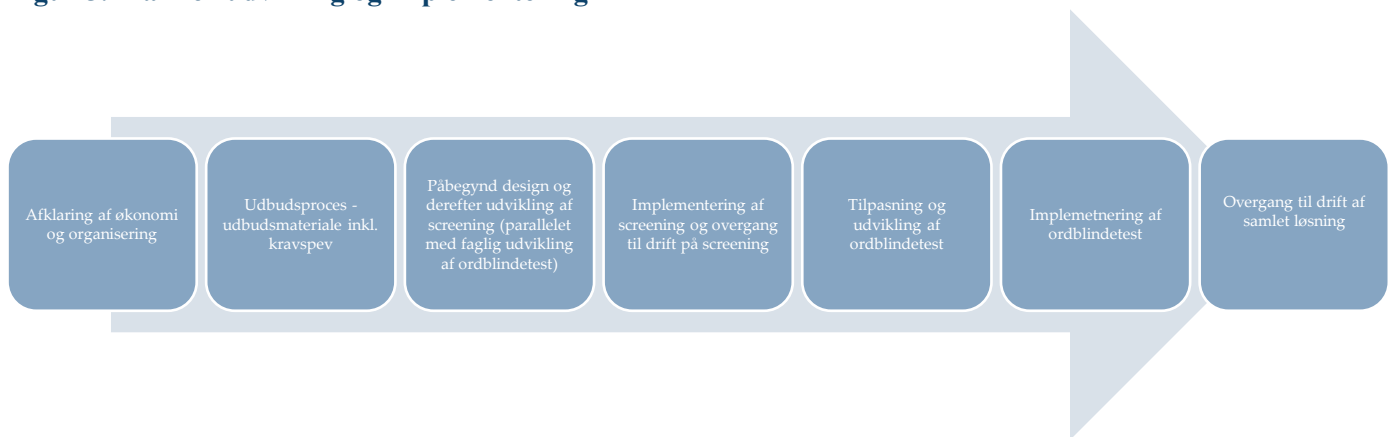 Afklaring af økonomi
og organisering
Udbudsproces -
udbudsmateriale inkl.
kravspev
Påbegynd design og
derefter udvikling af
screening (parallelet
med faglig udvikling
af ordblindetest)
Implementering af
screening og overgang
til drift på screening
Tilpasning og
udvikling af
ordblindetest
Implemetnering af
ordblindetest
Overgang til drift af
samlet løsning